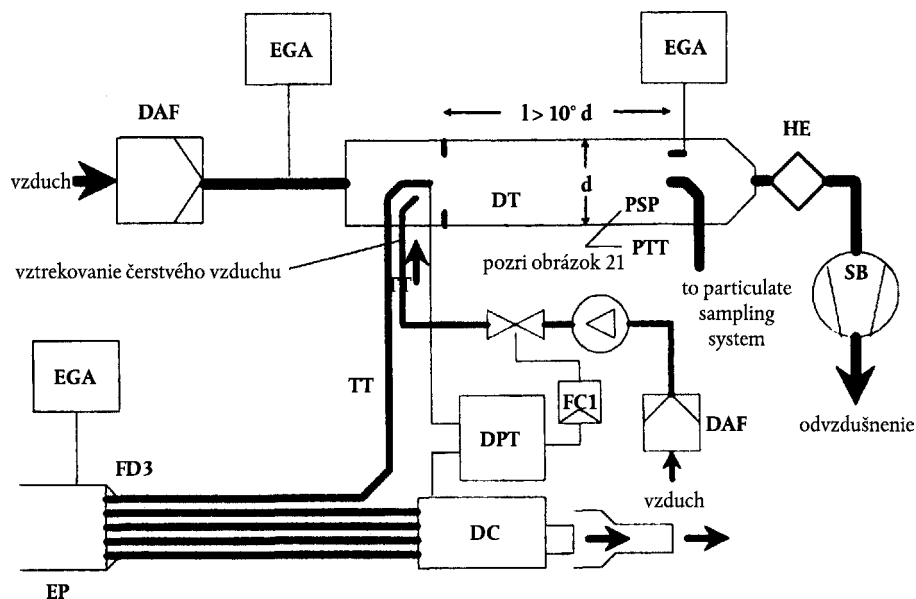 EGA
EGA
DAF
l > 10° d
HE
vzduch
d
DT
PSP
PTT
pozri obrázok 21
vztrekovanie čerstvého vzduchu
TT
to particulate
sampling
system
SB
EGA
TT
FC1
DAF
odvzdušnenie
DPT
FD3
vzduch
DC
EP